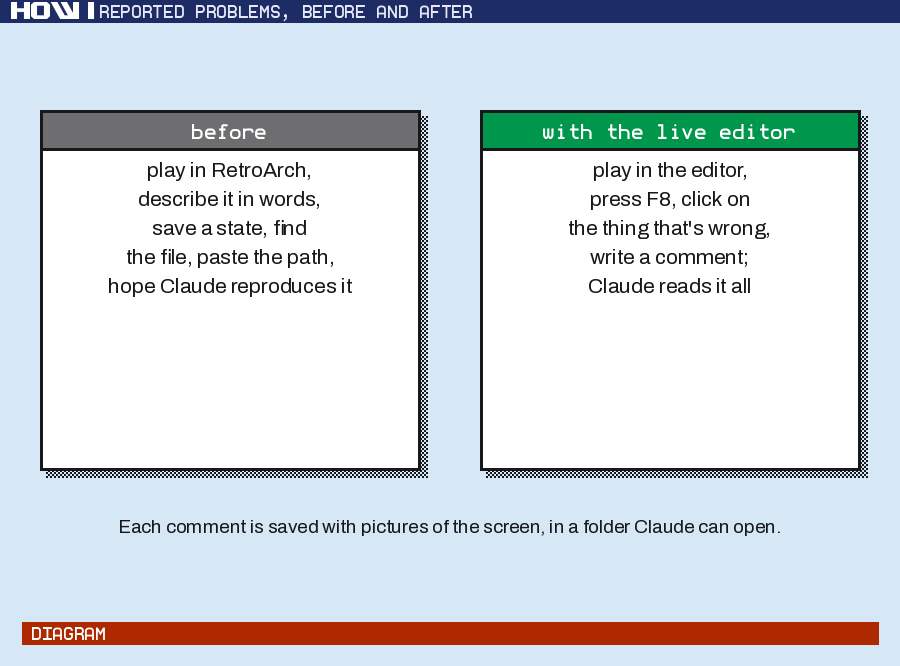 HOW I REPORTED PROBLEMS, BEFORE AND AFTER
before
play in RetroArch,
describe it in words,
save a state, find
the file, paste the path,
hope Claude reproduces it
with the live editor
play in the editor,
press F8, click on
the thing that's wrong,
write a comment;
Claude reads it all
Each comment is saved with pictures of the screen, in a folder Claude can open.
DIAGRAM